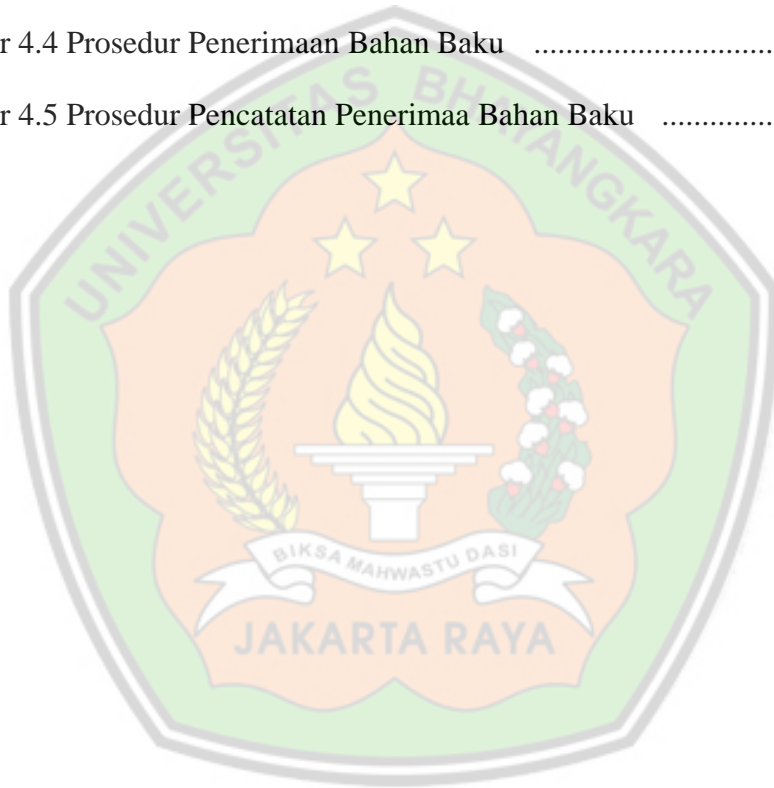 r 4.4 Prosedur Penerimaan Bahan Baku ............................
r 4.5 Prosedur Pencatatan Penerimaa Bahan Baku .............
UNIVERSITAS BHAYANGKARA
BIKSA MAHWASTU DASI
JAKARTA RAYA